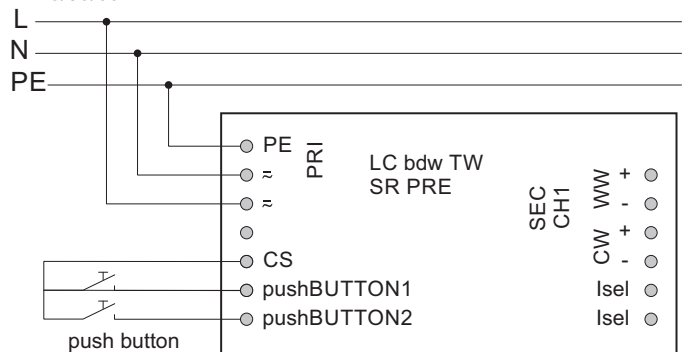 L
N
PE
PE
PRI
LC bdw TW
SR PRE
SEC
CH1
WW
+
-
CW
+
-
CS
pushBUTTON1
pushBUTTON2
Isel
Isel
push button